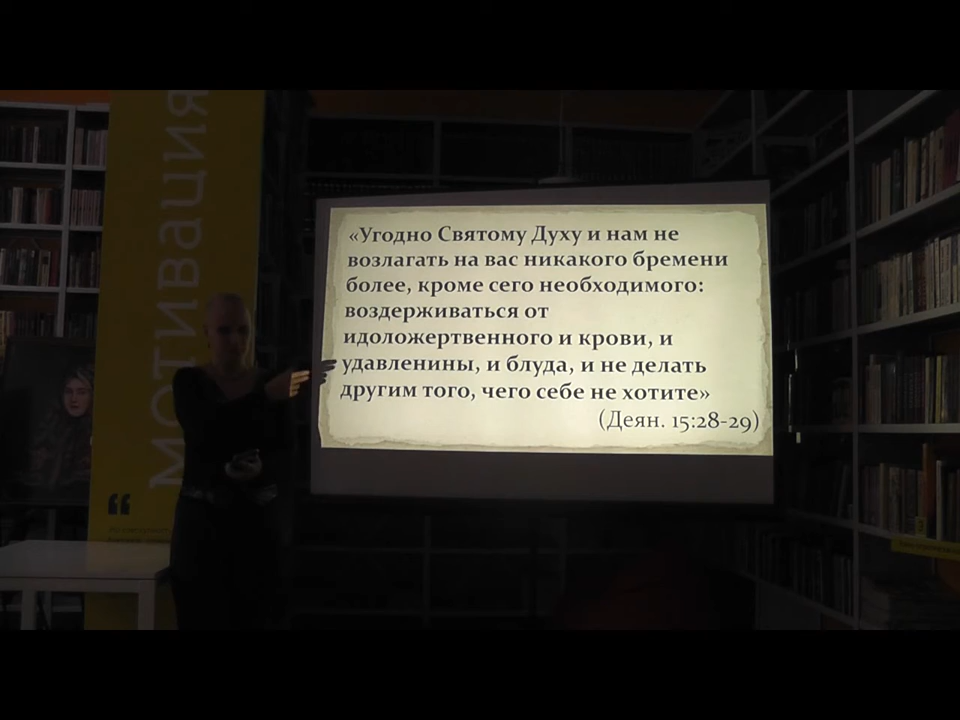 мотивация
«Угодно Святому Духу и нам не
возлагать на вас никакого бремени
более, кроме сего необходимого:
воздерживаться от
идоложертвенного и крови, и
удавленины, и блуда, и не делать
другим того, чего себе не хотите»
(Деян. 15:28-29)